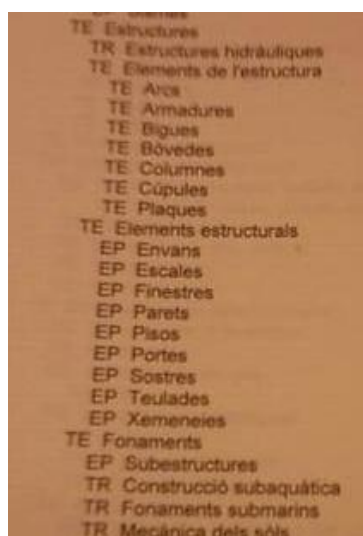 TE Estructures
TR Estructures hidràuliques
TE Elements de l'estructura
TE Arcs
TE Armadures
TE Bigues
TE Bòvedes
TE Columnes
TE Cúpules
TE Plaques
TE Elements estructurals
EP Envans
EP Escales
EP Finestres
EP Parets
EP Pisos
EP Portes
EP Sostres
EP Teulades
EP Xemeneies
TE Fonaments
EP Subestructures
TR Construcció subaquàtica
TR Fonaments submarins
TR Mecànica dels sòls